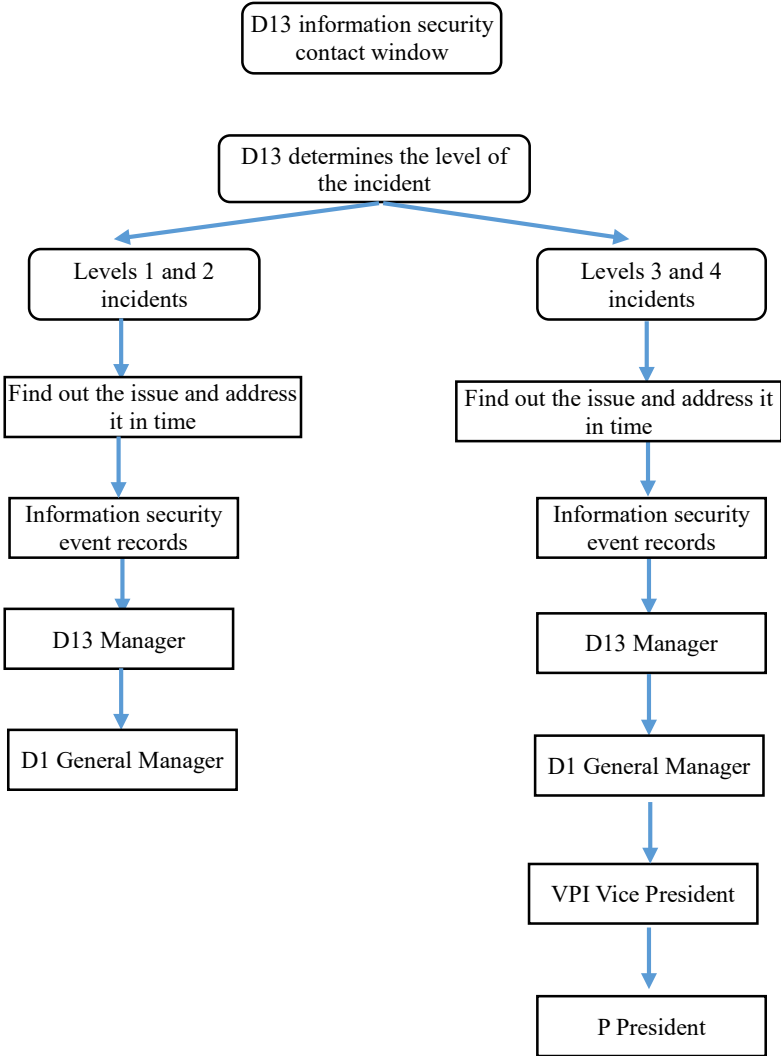 D13 information security
contact window
D13 determines the level of
the incident
Levels 1 and 2
incidents
Levels 3 and 4
incidents
Find out the issue and address
it in time
Find out the issue and address it
in time
Information security
event records
Information security
event records
D13 Manager
D13 Manager
D1 General Manager
D1 General Manager
VPI Vice President
P President